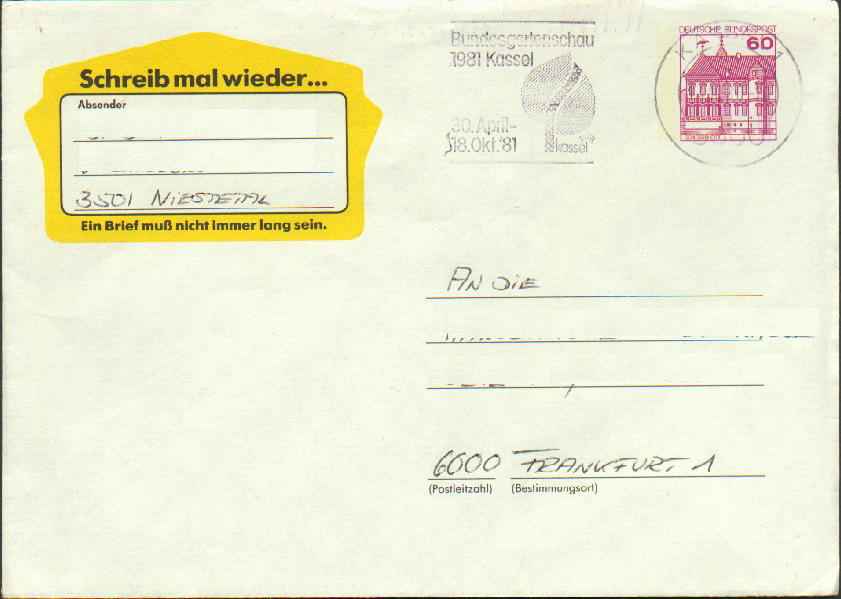 Schreib mal wieder...
Absender
3501 NIESTETAL
Ein Brief muß nicht immer lang sein.
Bundesgartenschau
1981 Kassel
30. April-
18.Okt.'81
kassel
DEUTSCHE BUNDESPOST
60
AN DIE
6000 FRANKFURT 1
(Postleitzahl) (Bestimmungsort)